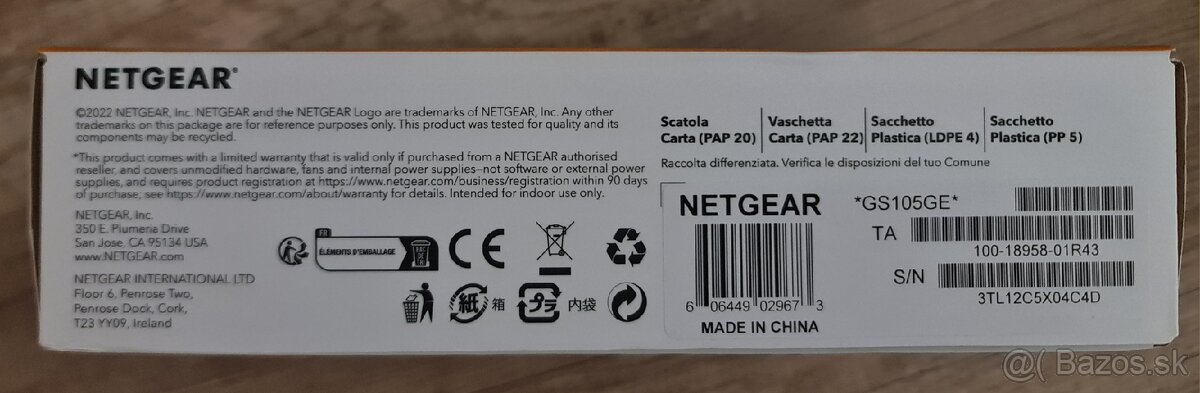 NETGEAR®
©2022 NETGEAR, Inc. NETGEAR and the NETGEAR Logo are trademarks of NETGEAR, Inc. Any other
trademarks on this package are for reference purposes only. This product was tested for quality and its
components may be recycled.
*This product comes with a limited warranty that is valid only if purchased from a NETGEAR authorised
reseller, and covers unmodified hardware, fans and internal power supplies–not software or external power
supplies, and requires product registration at https://www.netgear.com/business/registration within 90 days
of purchase; see https://www.netgear.com/about/warranty for details. Intended for indoor use only.
NETGEAR, Inc.
350 E. Plumeria Drive
San Jose, CA 95134 USA
www.NETGEAR.com
NETGEAR INTERNATIONAL LTD
Floor 6, Penrose Two,
Penrose Dock, Cork,
T23 YY09, Ireland
FR
ÉLÉMENTS D'EMBALLAGE
BAC DE TRI
CE
紙 箱
プラ 内袋
Scatola
Carta (PAP 20)
Vaschetta
Carta (PAP 22)
Sacchetto
Plastica (LDPE 4)
Sacchetto
Plastica (PP 5)
Raccolta differenziata. Verifica le disposizioni del tuo Comune
NETGEAR
6 06449 02967 3
MADE IN CHINA
*GS105GE*
TA
100-18958-01R43
S/N
3TL12C5X04C4D
@( Bazos.sk